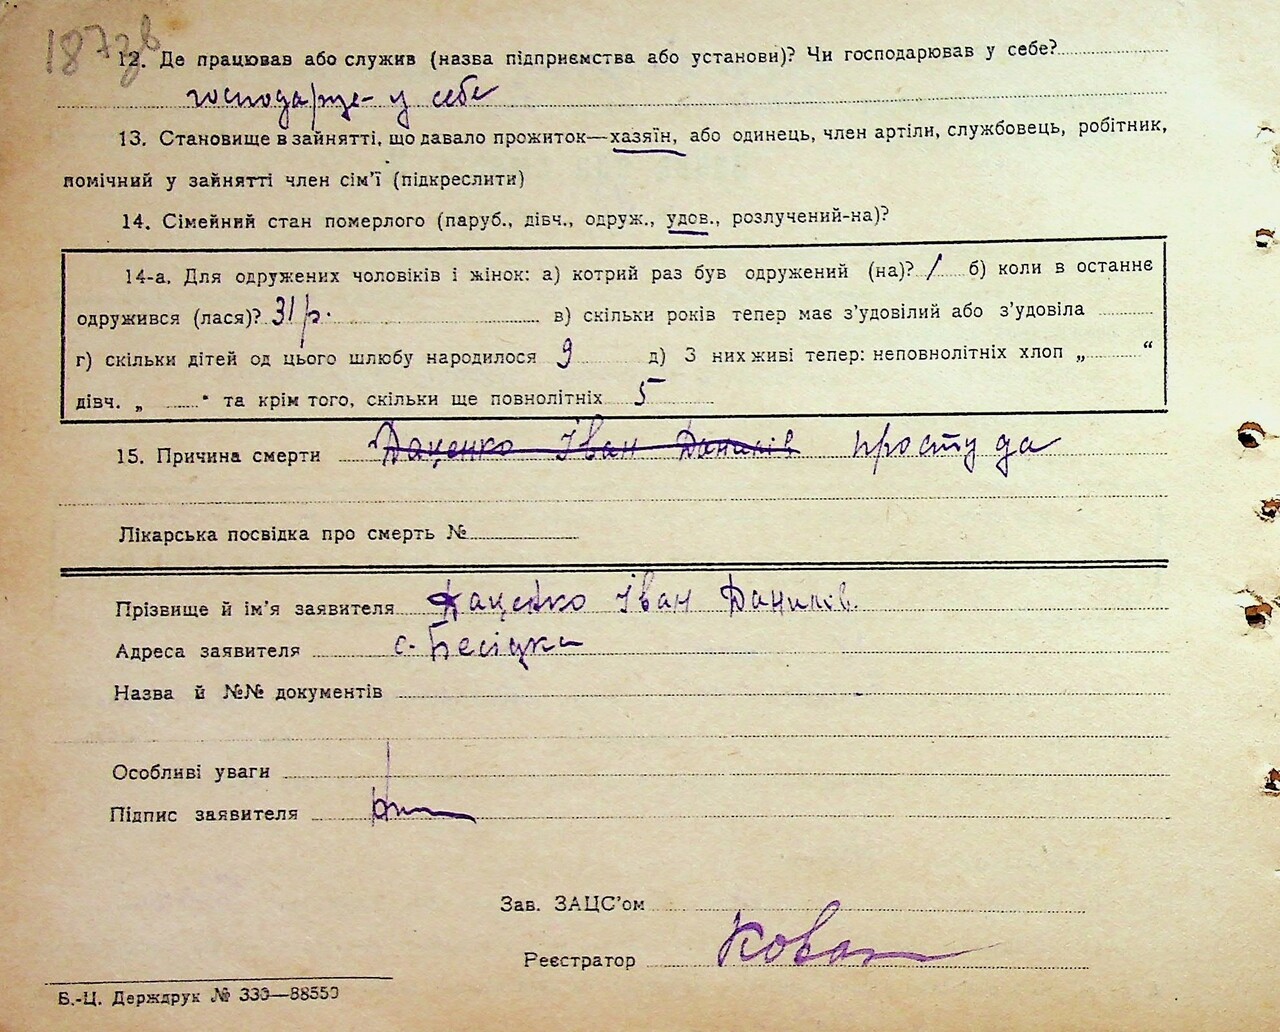 187зв
12. Де працював або служив (назва підприємства або установи)? Чи господарював у себе?
господарює у себе
13. Становище в зайнятті, що давало прожиток—хазяїн, або одинець, член артіли, службовець, робітник,
помічний у зайнятті член сім’ї (підкреслити)
14. Сімейний стан померлого (паруб., дівч., одруж., удов., розлучений-на)?
14-а. Для одружених чоловіків і жінок: а) котрий раз був одружений (на)? 1 б) коли в останнє
одружився (лася)? 31 р. в) скільки років тепер має з’удовілий або з’удовіла
г) скільки дітей од цього шлюбу народилося 9 д) З них живі тепер: неповнолітніх хлоп „ “
дівч. „ “ та крім того, скільки ще повнолітніх 5
15. Причина смерти Даценко Іван Данилів простуда
Лікарська посвідка про смерть №
Прізвище й ім’я заявителя Даценко Іван Данилів.
Адреса заявителя с. Бесідка
Назва й №№ документів
Особливі уваги
Підпис заявителя
Зав. ЗАЦС’ом
Реєстратор
Б.-Ц. Держдрук № 330—88550